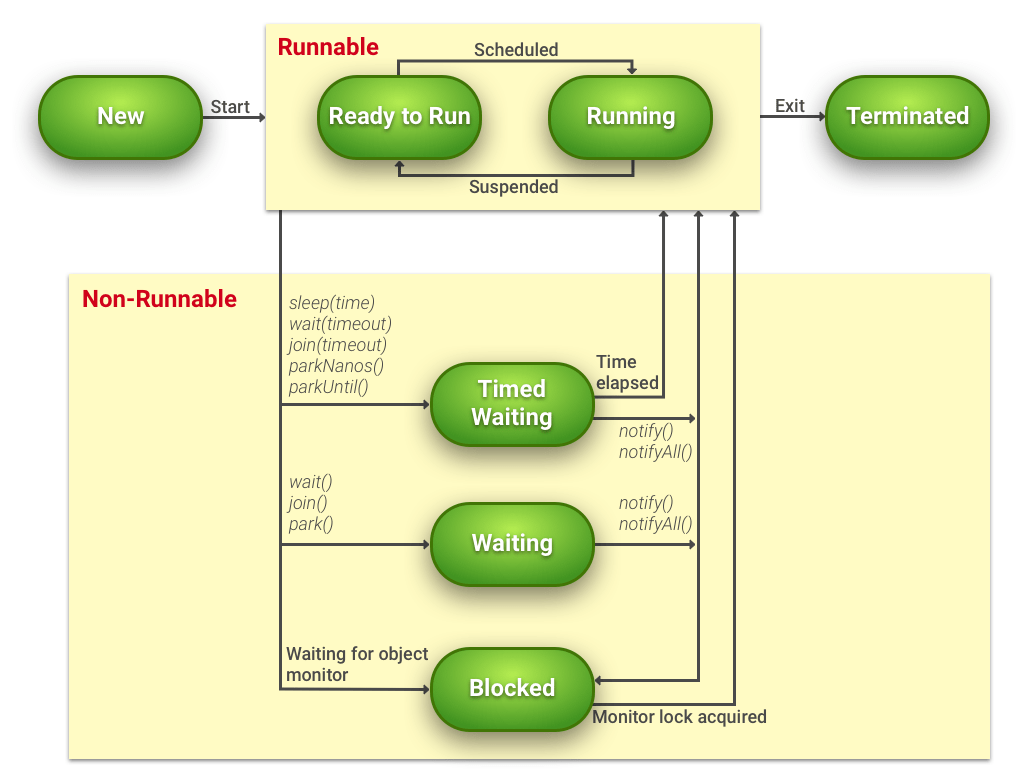 Runnable
Scheduled
New
Start
Ready to Run
Running
Exit
Terminated
Suspended
Non-Runnable
sleep(time)
wait(timeout)
join(timeout)
parkNanos()
parkUntil()
Timed
Waiting
Time
elapsed
notify()
notifyAll()
wait()
join()
park()
Waiting
notify()
notifyAll()
Waiting for object
monitor
Blocked
Monitor lock acquired